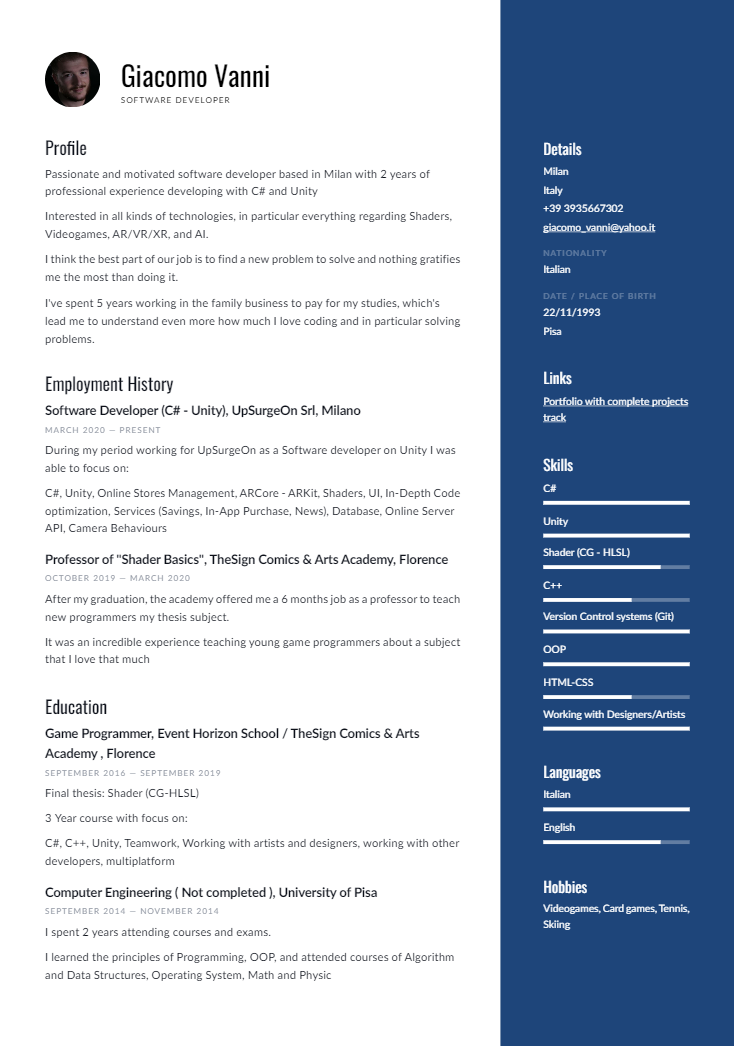 Giacomo Vanni
SOFTWARE DEVELOPER
Profile
Passionate and motivated software developer based in Milan with 2 years of
professional experience developing with C# and Unity
Interested in all kinds of technologies, in particular everything regarding Shaders,
Videogames, AR/VR/XR, and AI.
I think the best part of our job is to find a new problem to solve and nothing gratifies
me the most than doing it.
I've spent 5 years working in the family business to pay for my studies, which's
lead me to understand even more how much I love coding and in particular solving
problems.
Employment History
Software Developer (C# - Unity), UpSurgeOn Srl, Milano
MARCH 2020 — PRESENT
During my period working for UpSurgeOn as a Software developer on Unity I was
able to focus on:
C#, Unity, Online Stores Management, ARCore - ARKit, Shaders, UI, In-Depth Code
optimization, Services (Savings, In-App Purchase, News), Database, Online Server
API, Camera Behaviours
Professor of "Shader Basics", TheSign Comics & Arts Academy, Florence
OCTOBER 2019 — MARCH 2020
After my graduation, the academy offered me a 6 months job as a professor to teach
new programmers my thesis subject.
It was an incredible experience teaching young game programmers about a subject
that I love that much
Education
Game Programmer, Event Horizon School / TheSign Comics & Arts
Academy , Florence
SEPTEMBER 2016 — SEPTEMBER 2019
Final thesis: Shader (CG-HLSL)
3 Year course with focus on:
C#, C++, Unity, Teamwork, Working with artists and designers, working with other
developers, multiplatform
Computer Engineering ( Not completed ), University of Pisa
SEPTEMBER 2014 — NOVEMBER 2014
I spent 2 years attending courses and exams.
I learned the principles of Programming, OOP, and attended courses of Algorithm
and Data Structures, Operating System, Math and Physic
Details
Milan
Italy
+39 3935667302
giacomo_vanni@yahoo.it
NATIONALITY
Italian
DATE / PLACE OF BIRTH
22/11/1993
Pisa
Links
Portfolio with complete projects
track
Skills
C#
Unity
Shader (CG - HLSL)
C++
Version Control systems (Git)
OOP
HTML-CSS
Working with Designers/Artists
Languages
Italian
English
Hobbies
Videogames, Card games, Tennis,
Skiing